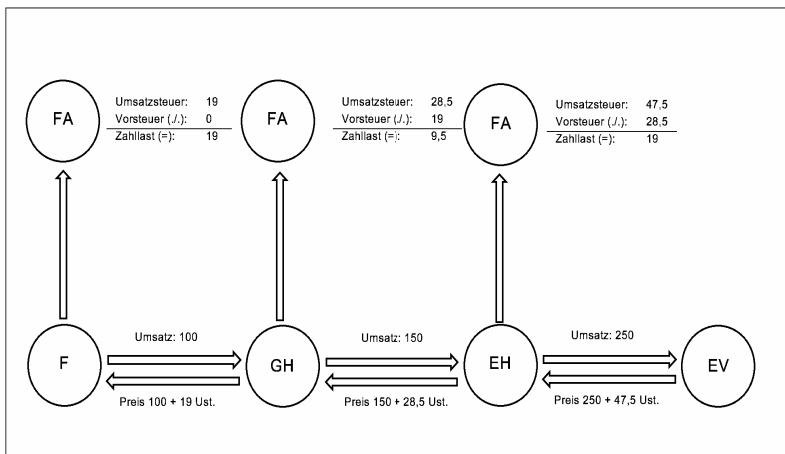 FA
Umsatzsteuer: 19
Vorsteuer (./.): 0
Zahllast (=): 19
FA
Umsatzsteuer: 28,5
Vorsteuer (./.): 19
Zahllast (=): 9,5
FA
Umsatzsteuer: 47,5
Vorsteuer (./.): 28,5
Zahllast (=): 19
F
Umsatz: 100
Preis 100 + 19 Ust.
GH
Umsatz: 150
Preis 150 + 28,5 Ust.
EH
Umsatz: 250
Preis 250 + 47,5 Ust.
EV